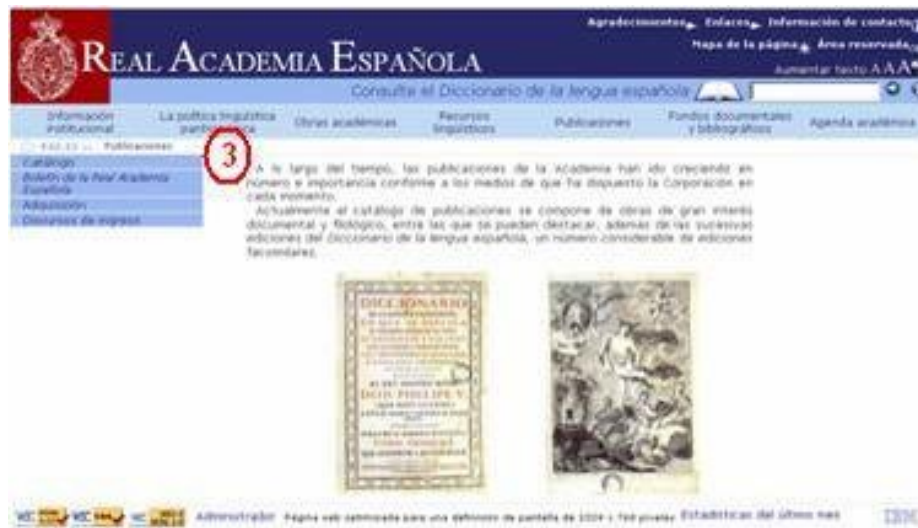 Agradecimientos Enlaces Información de contacto
Mapa de la página Área reservada
REAL ACADEMIA ESPAÑOLA
Aumentar texto A A A
Consulte el Diccionario de la lengua española
Información institucional
La política lingüística
Obras académicas
Recursos lingüísticos
Publicaciones
Fondos documentales y bibliográficos
Agenda académica
Publicaciones
3
Catálogo
Boletín de la Real Academia
Española
Adquisición
Discursos de ingreso
A lo largo del tiempo, las publicaciones de la Academia han ido creciendo en
número e importancia conforme a los medios de que ha dispuesto la Corporación en
cada momento.
Actualmente el catálogo de publicaciones se compone de obras de gran interés
documental y filológico, entre las que se pueden destacar, además de las sucesivas
ediciones del diccionario de la lengua española, un número considerable de ediciones
facsimilares.
DICCIONARIO
DON PHELIPE V.
Administrador Página web optimizada para una definición de pantalla de 1024 x 768 píxeles Estadísticas del último mes IBM